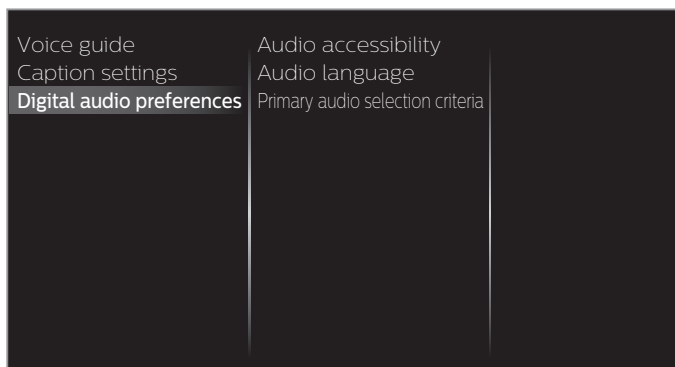 Voice guide
Caption settings
Digital audio preferences
Audio accessibility
Audio language
Primary audio selection criteria